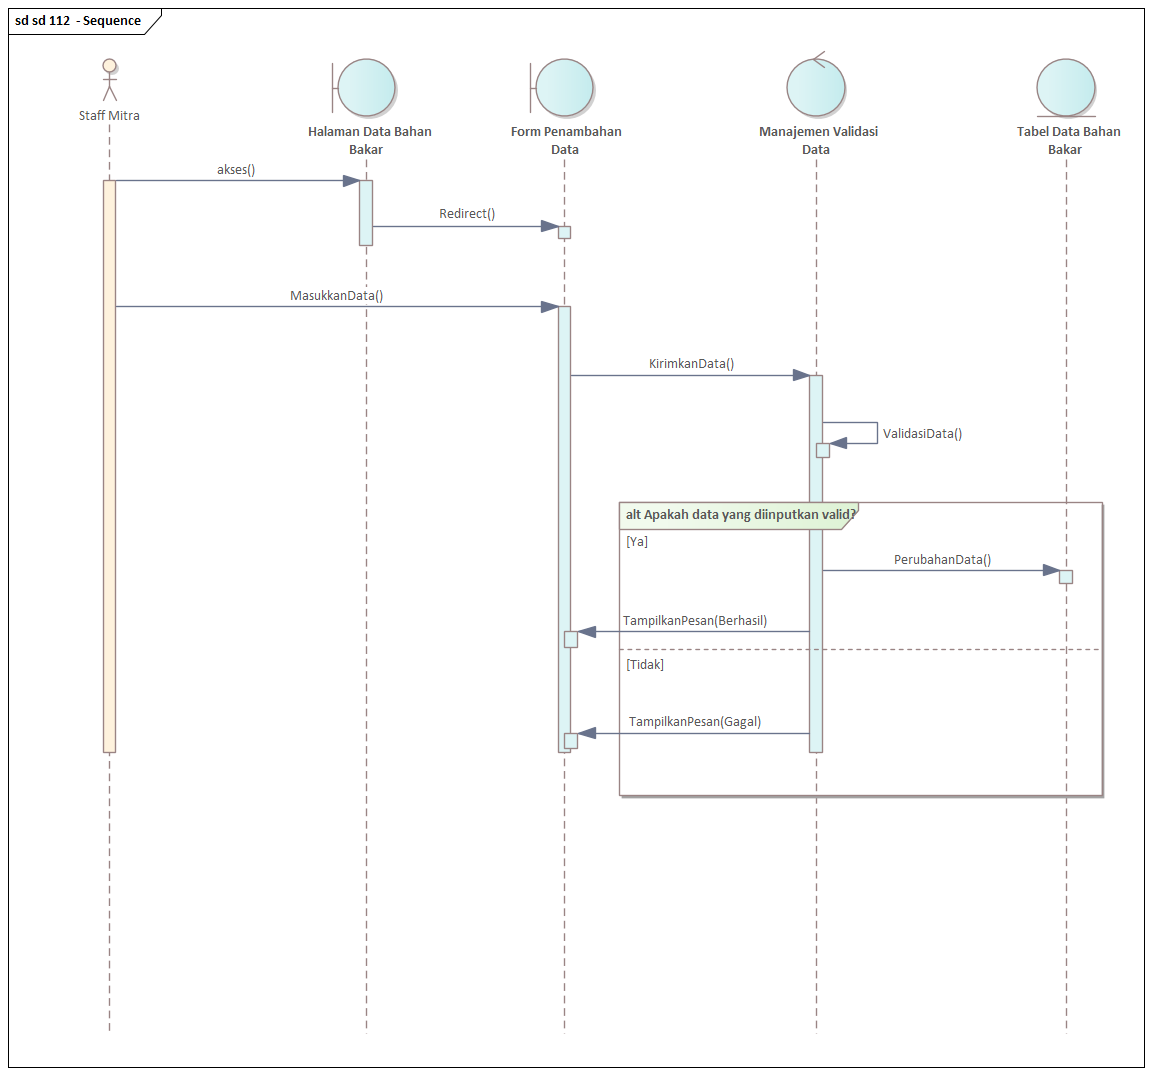 sd sd 112 - Sequence
Staff Mitra
Halaman Data Bahan
Bakar
Form Penambahan
Data
Manajemen Validasi
Data
Tabel Data Bahan
Bakar
akses()
Redirect()
MasukkanData()
KirimkanData()
ValidasiData()
alt Apakah data yang diinputkan valid?
[Ya]
PerubahanData()
TampilkanPesan(Berhasil)
[Tidak]
TampilkanPesan(Gagal)